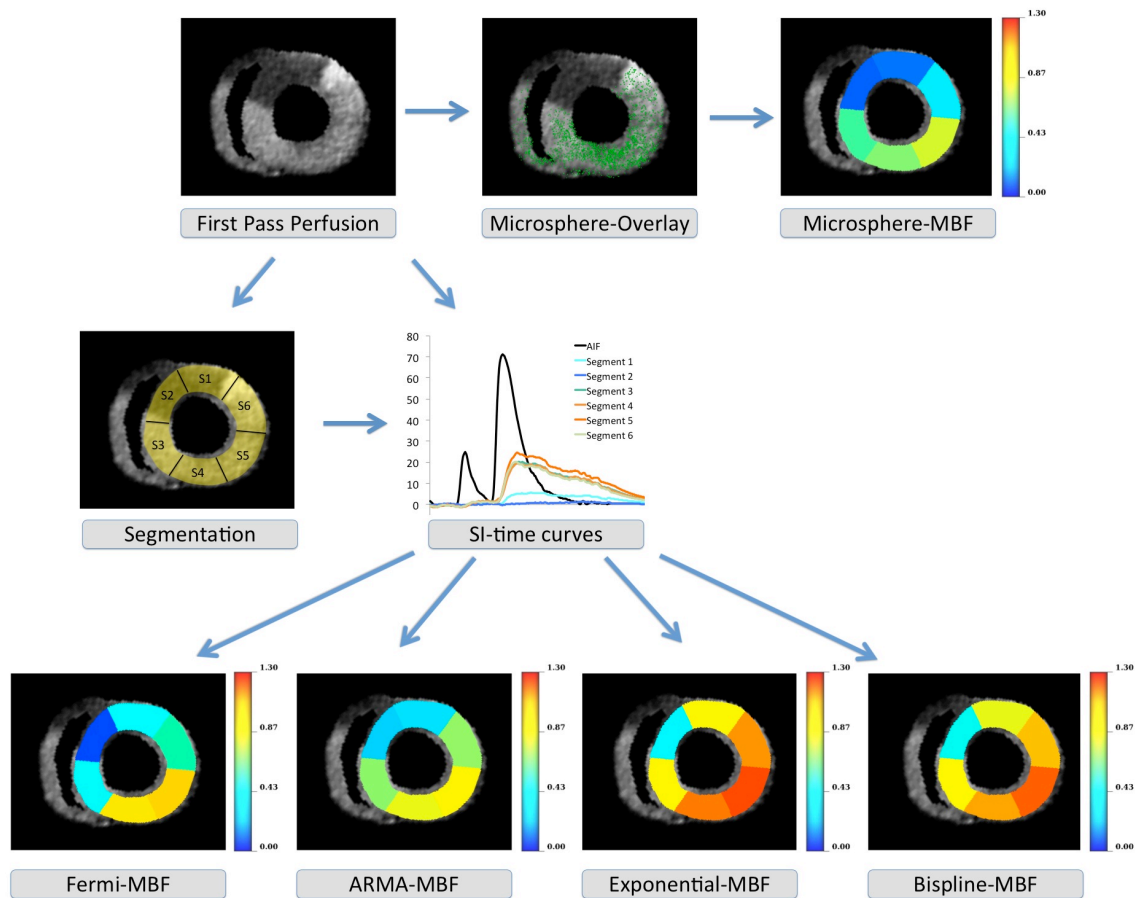 1.30
0.87
0.43
0.00
First Pass Perfusion
Microsphere-Overlay
Microsphere-MBF
S1
S2
S6
S3
S5
S4
80
70
60
50
40
30
20
10
0
AIF
Segment 1
Segment 2
Segment 3
Segment 4
Segment 5
Segment 6
Segmentation
SI-time curves
1.30
0.87
0.43
0.00
1.30
0.87
0.43
0.00
1.30
0.87
0.43
0.00
1.30
0.87
0.43
0.00
Fermi-MBF
ARMA-MBF
Exponential-MBF
Bispline-MBF